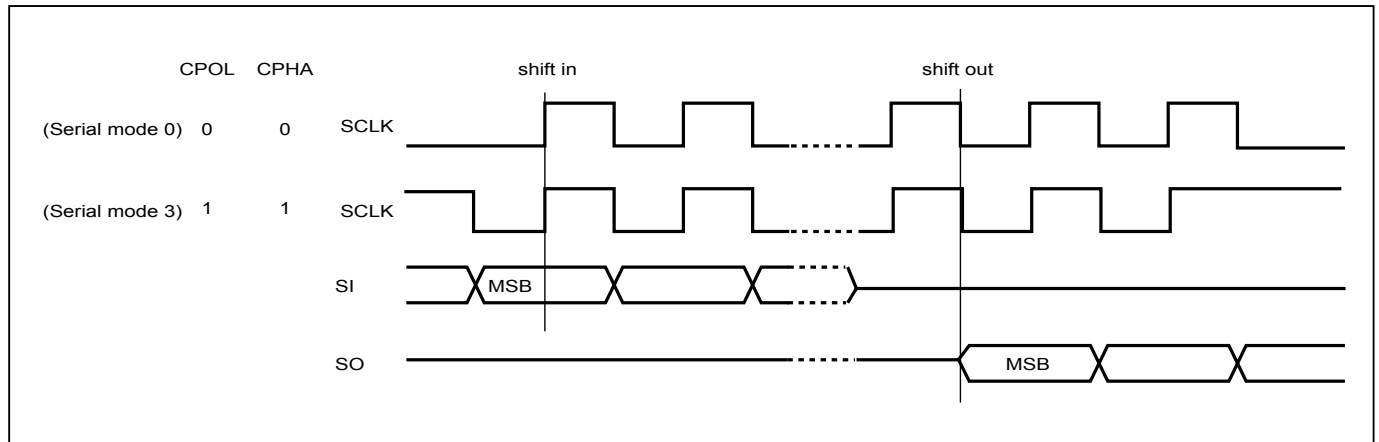 CPOL CPHA shift in shift out
(Serial mode 0) 0 0 SCLK
(Serial mode 3) 1 1 SCLK
SI MSB
SO MSB